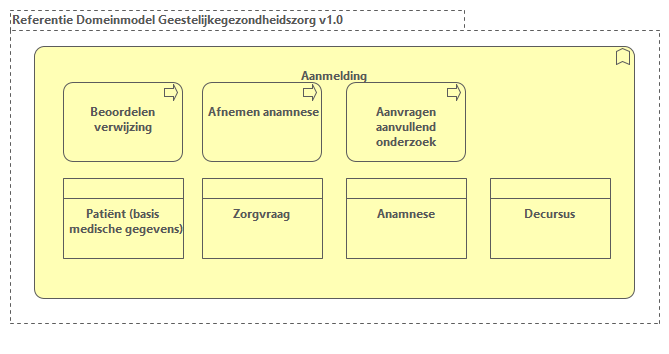 Referentie Domeinmodel Geestelijkegezondheidszorg v1.0
Aanmelding
Beoordelen
verwijzing
Afnemen anamnese
Aanvragen
aanvullend
onderzoek
Patiënt (basis
medische gegevens)
Zorgvraag
Anamnese
Decursus